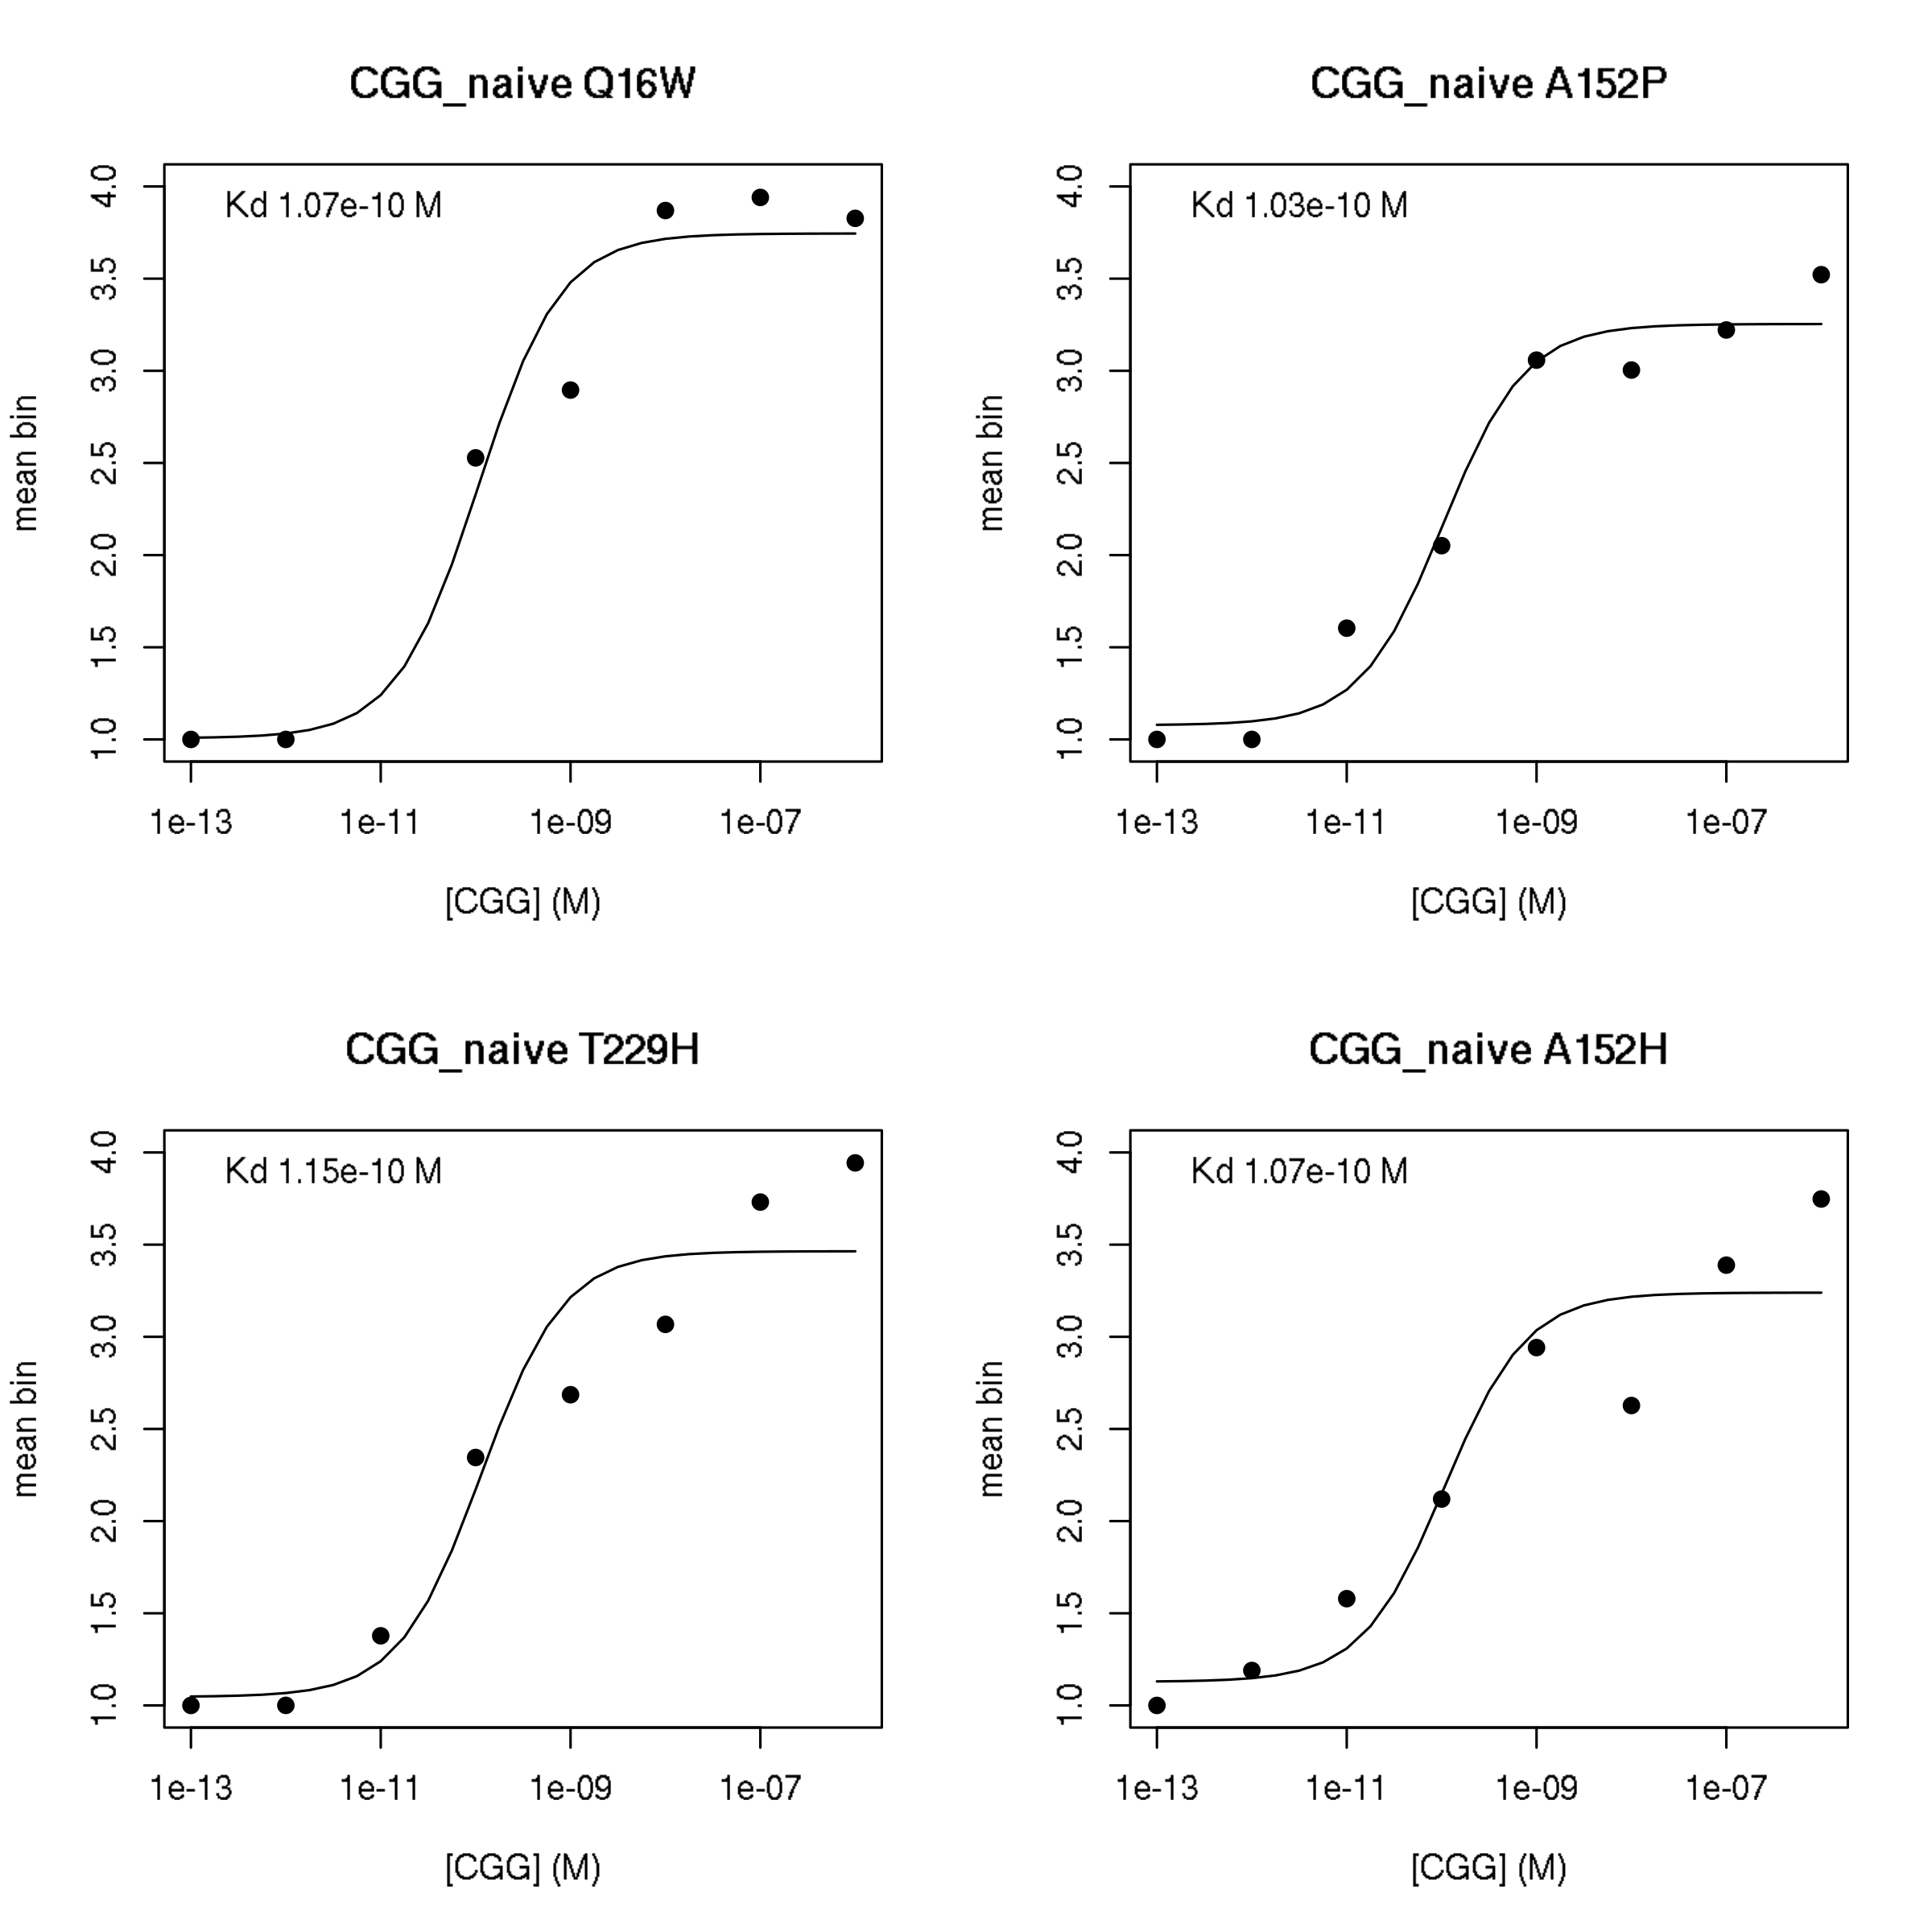 CGG_naive Q16W
Kd 1.07e-10 M
mean bin
4.0
3.5
3.0
2.5
2.0
1.5
1.0
1e-13 1e-11 1e-09 1e-07
[CGG] (M)
CGG_naive A152P
Kd 1.03e-10 M
mean bin
4.0
3.5
3.0
2.5
2.0
1.5
1.0
1e-13 1e-11 1e-09 1e-07
[CGG] (M)
CGG_naive T229H
Kd 1.15e-10 M
mean bin
4.0
3.5
3.0
2.5
2.0
1.5
1.0
1e-13 1e-11 1e-09 1e-07
[CGG] (M)
CGG_naive A152H
Kd 1.07e-10 M
mean bin
4.0
3.5
3.0
2.5
2.0
1.5
1.0
1e-13 1e-11 1e-09 1e-07
[CGG] (M)